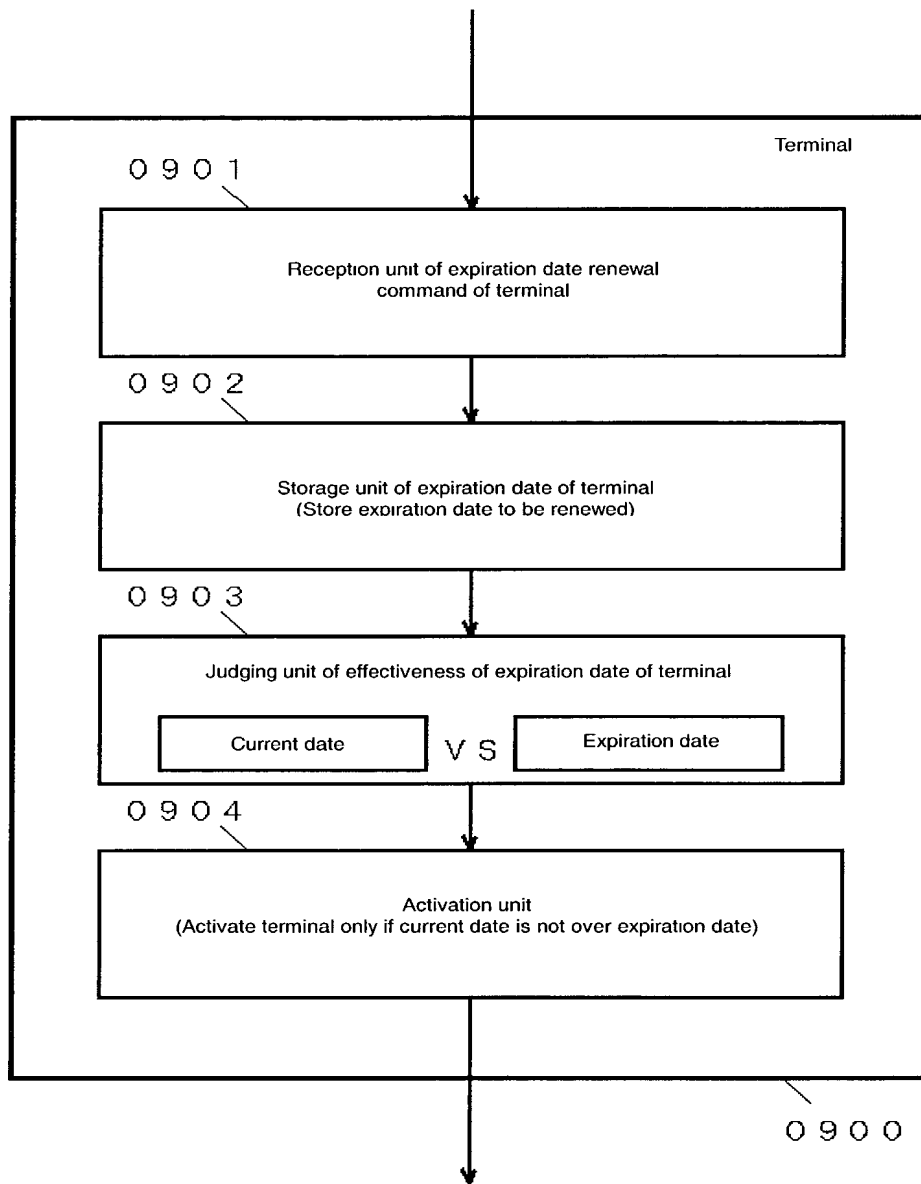 Terminal
0901
Reception unit of expiration date renewal
command of terminal
0902
Storage unit of expiration date of terminal
(Store expiration date to be renewed)
0903
Judging unit of effectiveness of expiration date of terminal
Current date VS Expiration date
0904
Activation unit
(Activate terminal only if current date is not over expiration date)
0900